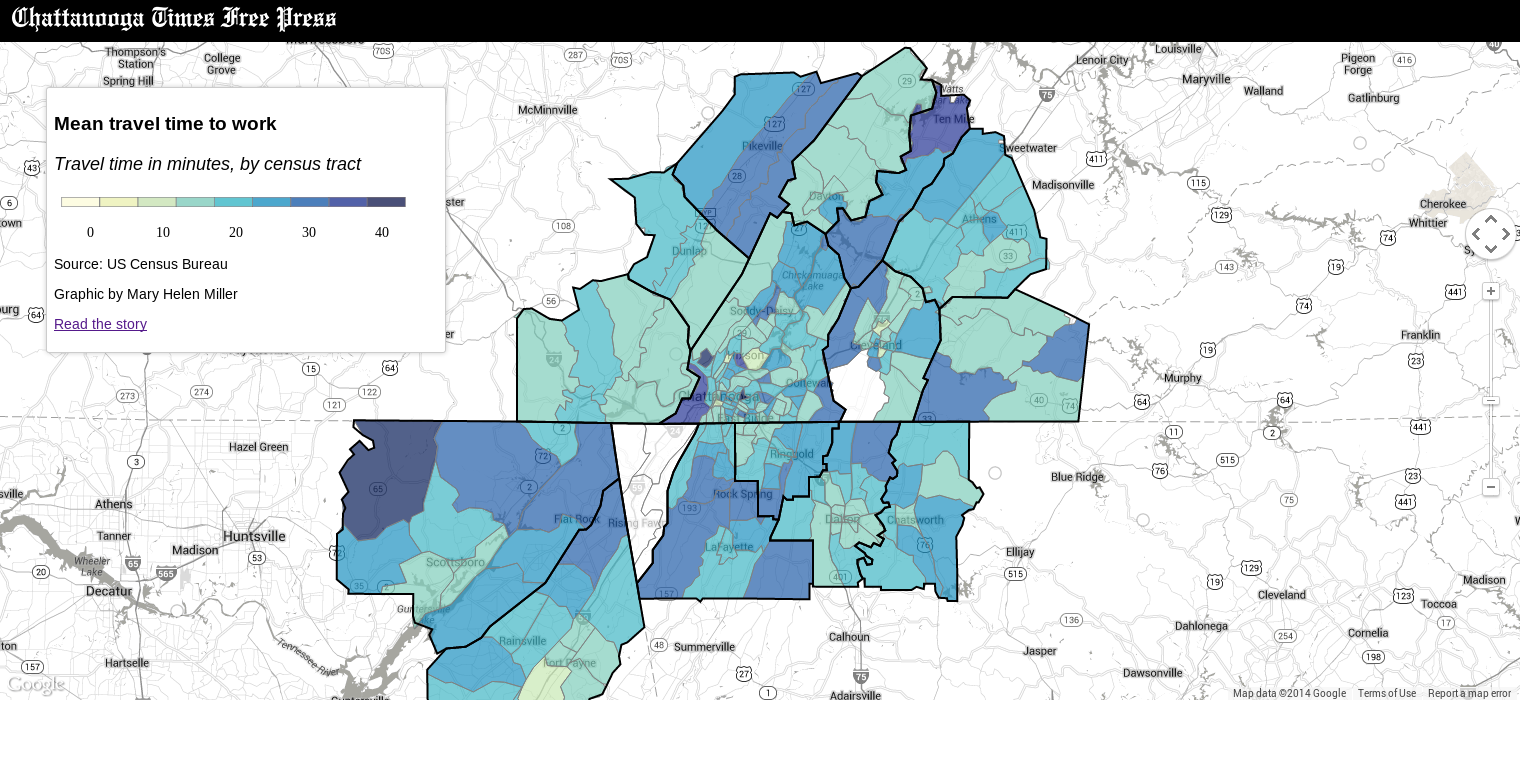 Chattanooga Times Free Press
Mean travel time to work
Travel time in minutes, by census tract
0 10 20 30 40
Source: US Census Bureau
Graphic by Mary Helen Miller
Read the story
Thompson's
Station
College
Grove
Spring Hill
McMinnville
Louisville
Lenoir City
Maryville
Walland
Pigeon
Forge
Gatlinburg
Ten Mile
Sweetwater
Madisonville
Pikeville
Dayton
Athens
Cherokee
Whittier
Dunlap
Chickamauga
Lake
Soddy-Daisy
Cleveland
Franklin
Murphy
Chattanooga
Hazel Green
Ringgold
Blue Ridge
Rock Spring
Athens
Flat Rock
Dalton
Chatsworth
Tanner
Huntsville
Madison
LaFayette
Ellijay
Wheeler
Lake
Scottsboro
Decatur
Madison
Cleveland
Toccoa
Dahlonega
Cornelia
Calhoun
Rainsville
Summerville
Jasper
Hartselle
Tennessee River
Fort Payne
Dawsonville
Adairsville
Google
Map data ©2014 Google
Terms of Use
Report a map error